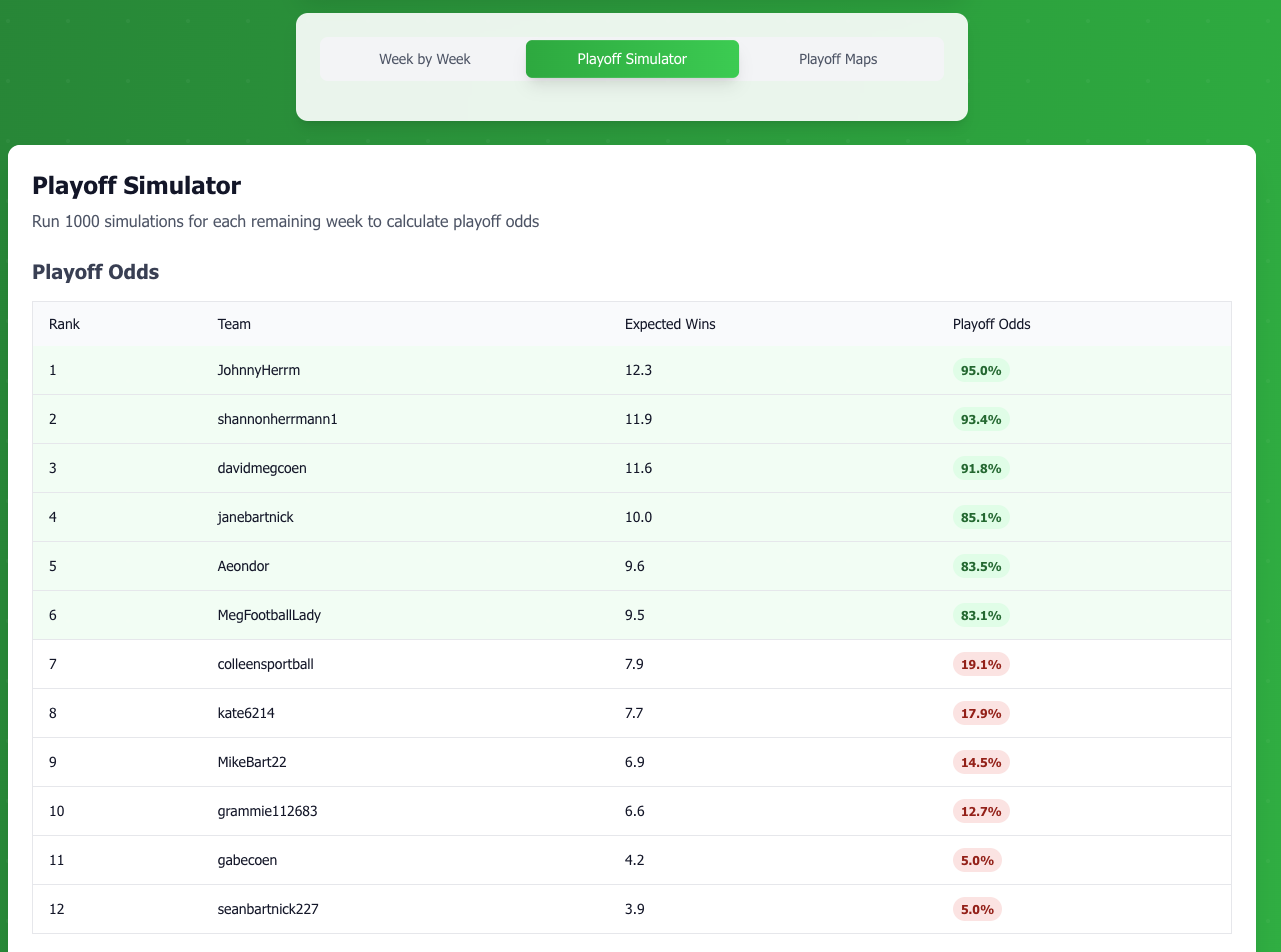 Week by Week Playoff Simulator Playoff Maps
Playoff Simulator
Run 1000 simulations for each remaining week to calculate playoff odds
Playoff Odds
Rank Team Expected Wins Playoff Odds
1 JohnnyHerrm 12.3 95.0%
2 shannonherrmann1 11.9 93.4%
3 davidmegcoen 11.6 91.8%
4 janebartnick 10.0 85.1%
5 Aeondor 9.6 83.5%
6 MegFootballLady 9.5 83.1%
7 colleensportball 7.9 19.1%
8 kate6214 7.7 17.9%
9 MikeBart22 6.9 14.5%
10 grammie112683 6.6 12.7%
11 gabecoen 4.2 5.0%
12 seanbartnick227 3.9 5.0%